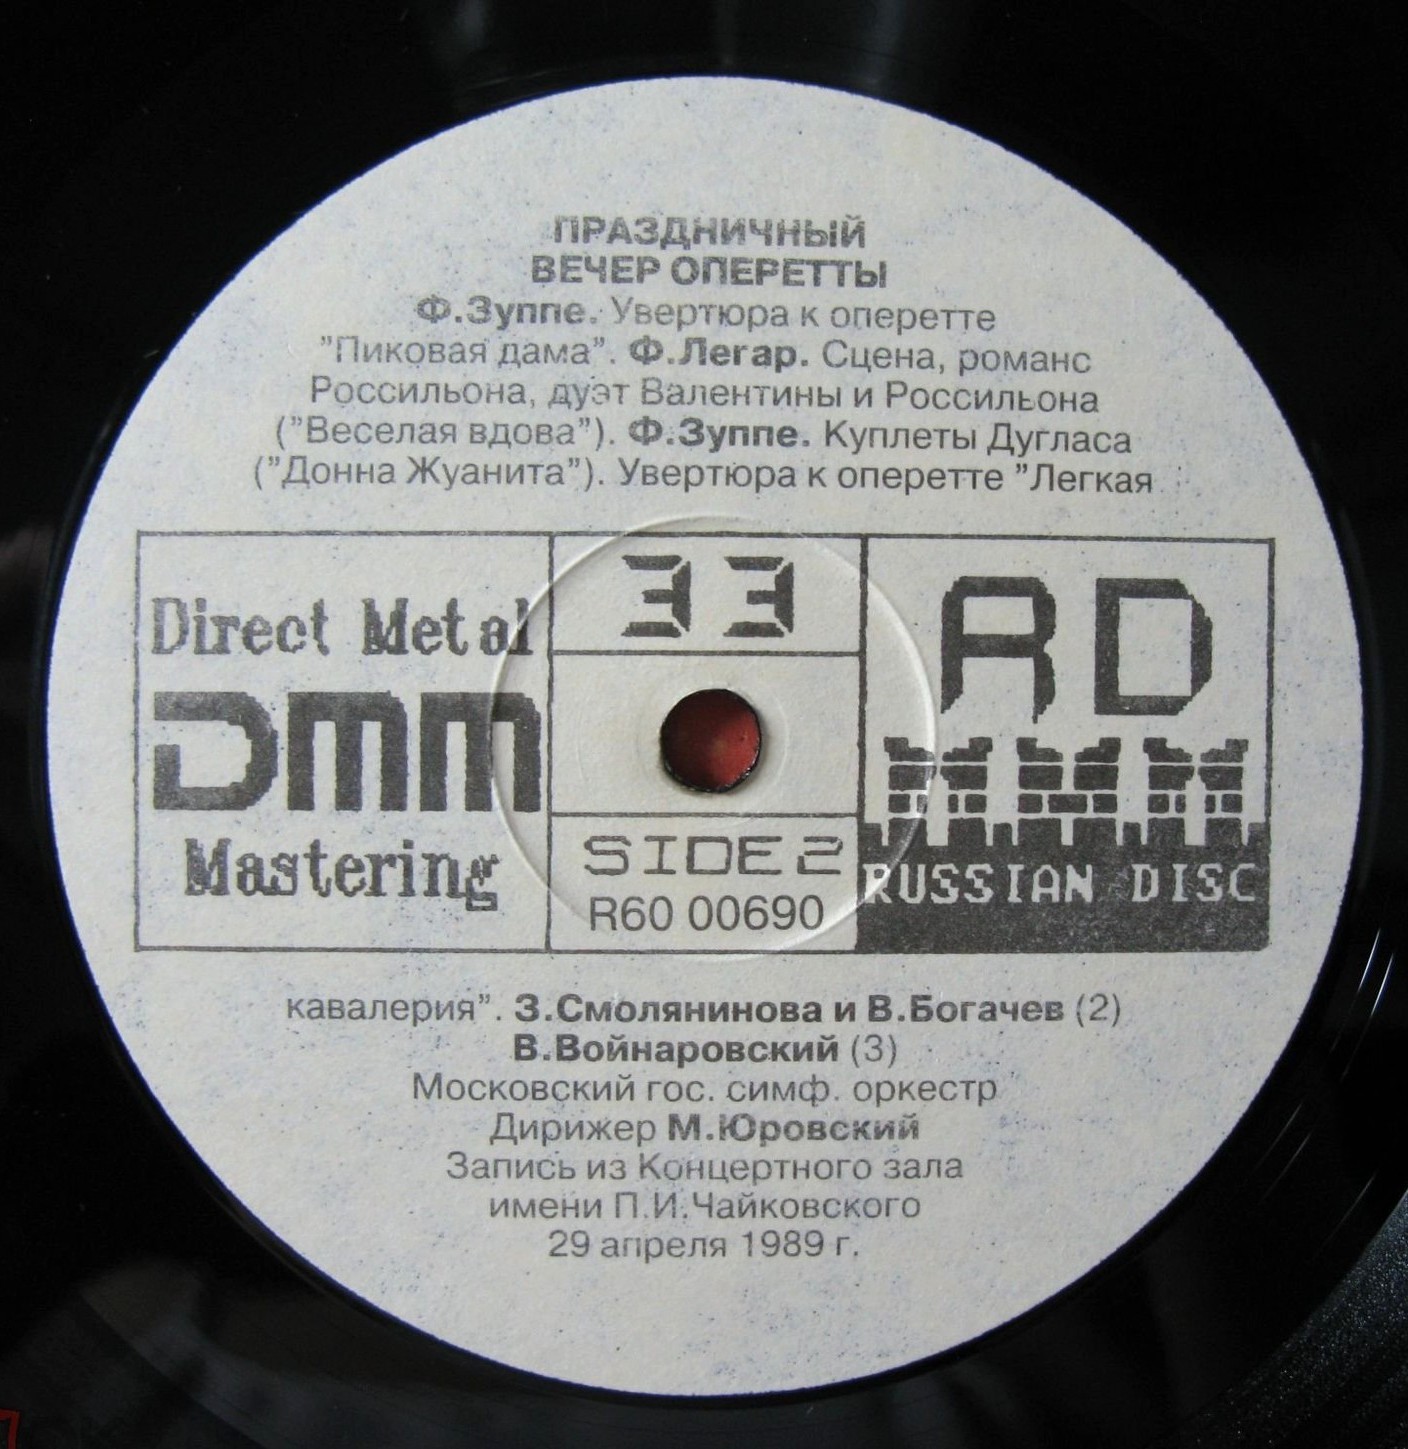 ПРАЗДНИЧНЫЙ
ВЕЧЕР ОПЕРЕТТЫ
Ф.Зуппе. Увертюра к оперетте
"Пиковая дама". Ф.Легар. Сцена, романс
Россильона, дуэт Валентины и Россильона
("Веселая вдова"). Ф.Зуппе. Куплеты Дугласа
("Донна Жуанита"). Увертюра к оперетте "Легкая
Direct Metal
DMM
Mastering
33
SIDE 2
R60 00690
RD
RUSSIAN DISC
кавалерия". З.Смолянинова и В.Богачев (2)
В.Войнаровский (3)
Московский гос. симф. оркестр
Дирижер М.Юровский
Запись из Концертного зала
имени П.И.Чайковского
29 апреля 1989 г.